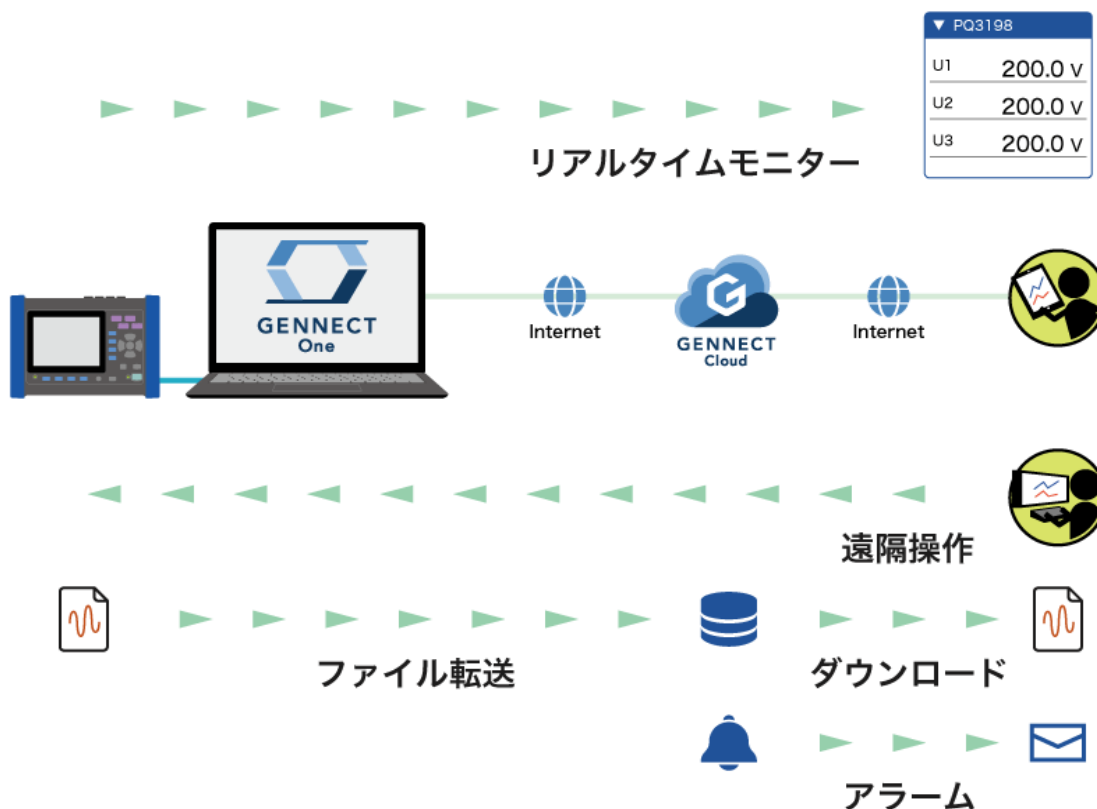 ▼ PQ3198
U1 200.0 V
U2 200.0 V
U3 200.0 V
リアルタイムモニター
GENNECT
One
Internet
GENNECT
Cloud
Internet
遠隔操作
ファイル転送
ダウンロード
アラーム